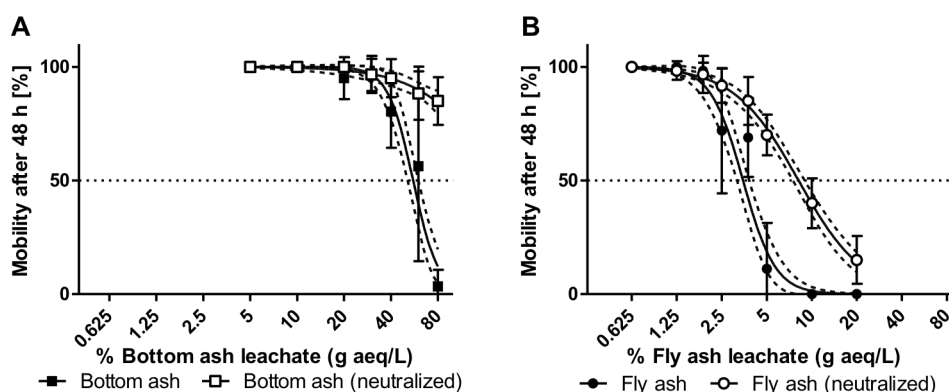 A
Mobility after 48 h [%]
100
50
0
0.625
1.25
2.5
5
10
20
40
80
% Bottom ash leachate (g aeq/L)
Bottom ash
Bottom ash (neutralized)
B
Mobility after 48 h [%]
100
50
0
0.625
1.25
2.5
5
10
20
40
80
% Fly ash leachate (g aeq/L)
Fly ash
Fly ash (neutralized)